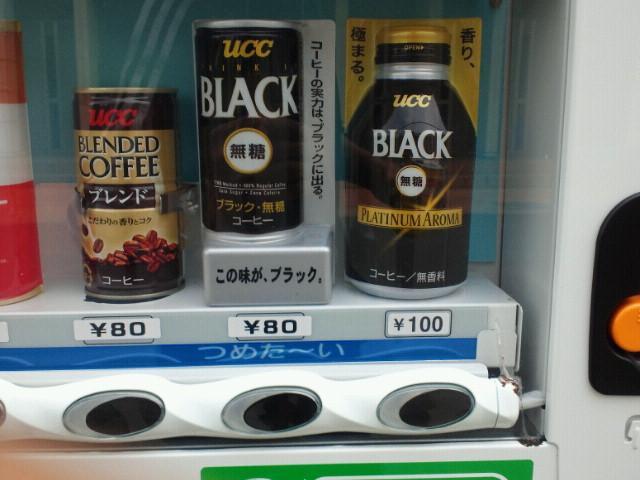 ucc
BLENDED
COFFEE
ブレンド
こだわりの香りとコク
コーヒー
ucc
BLACK
無糖
ブラック・無糖
コーヒー
コーヒーの実力は、ブラックに出る。
この味が、ブラック。
香り、
極まる。
OPEN
ucc
BLACK
無糖
PLATINUM AROMA
コーヒー/無香料
¥80
¥80
¥100
つめた〜い